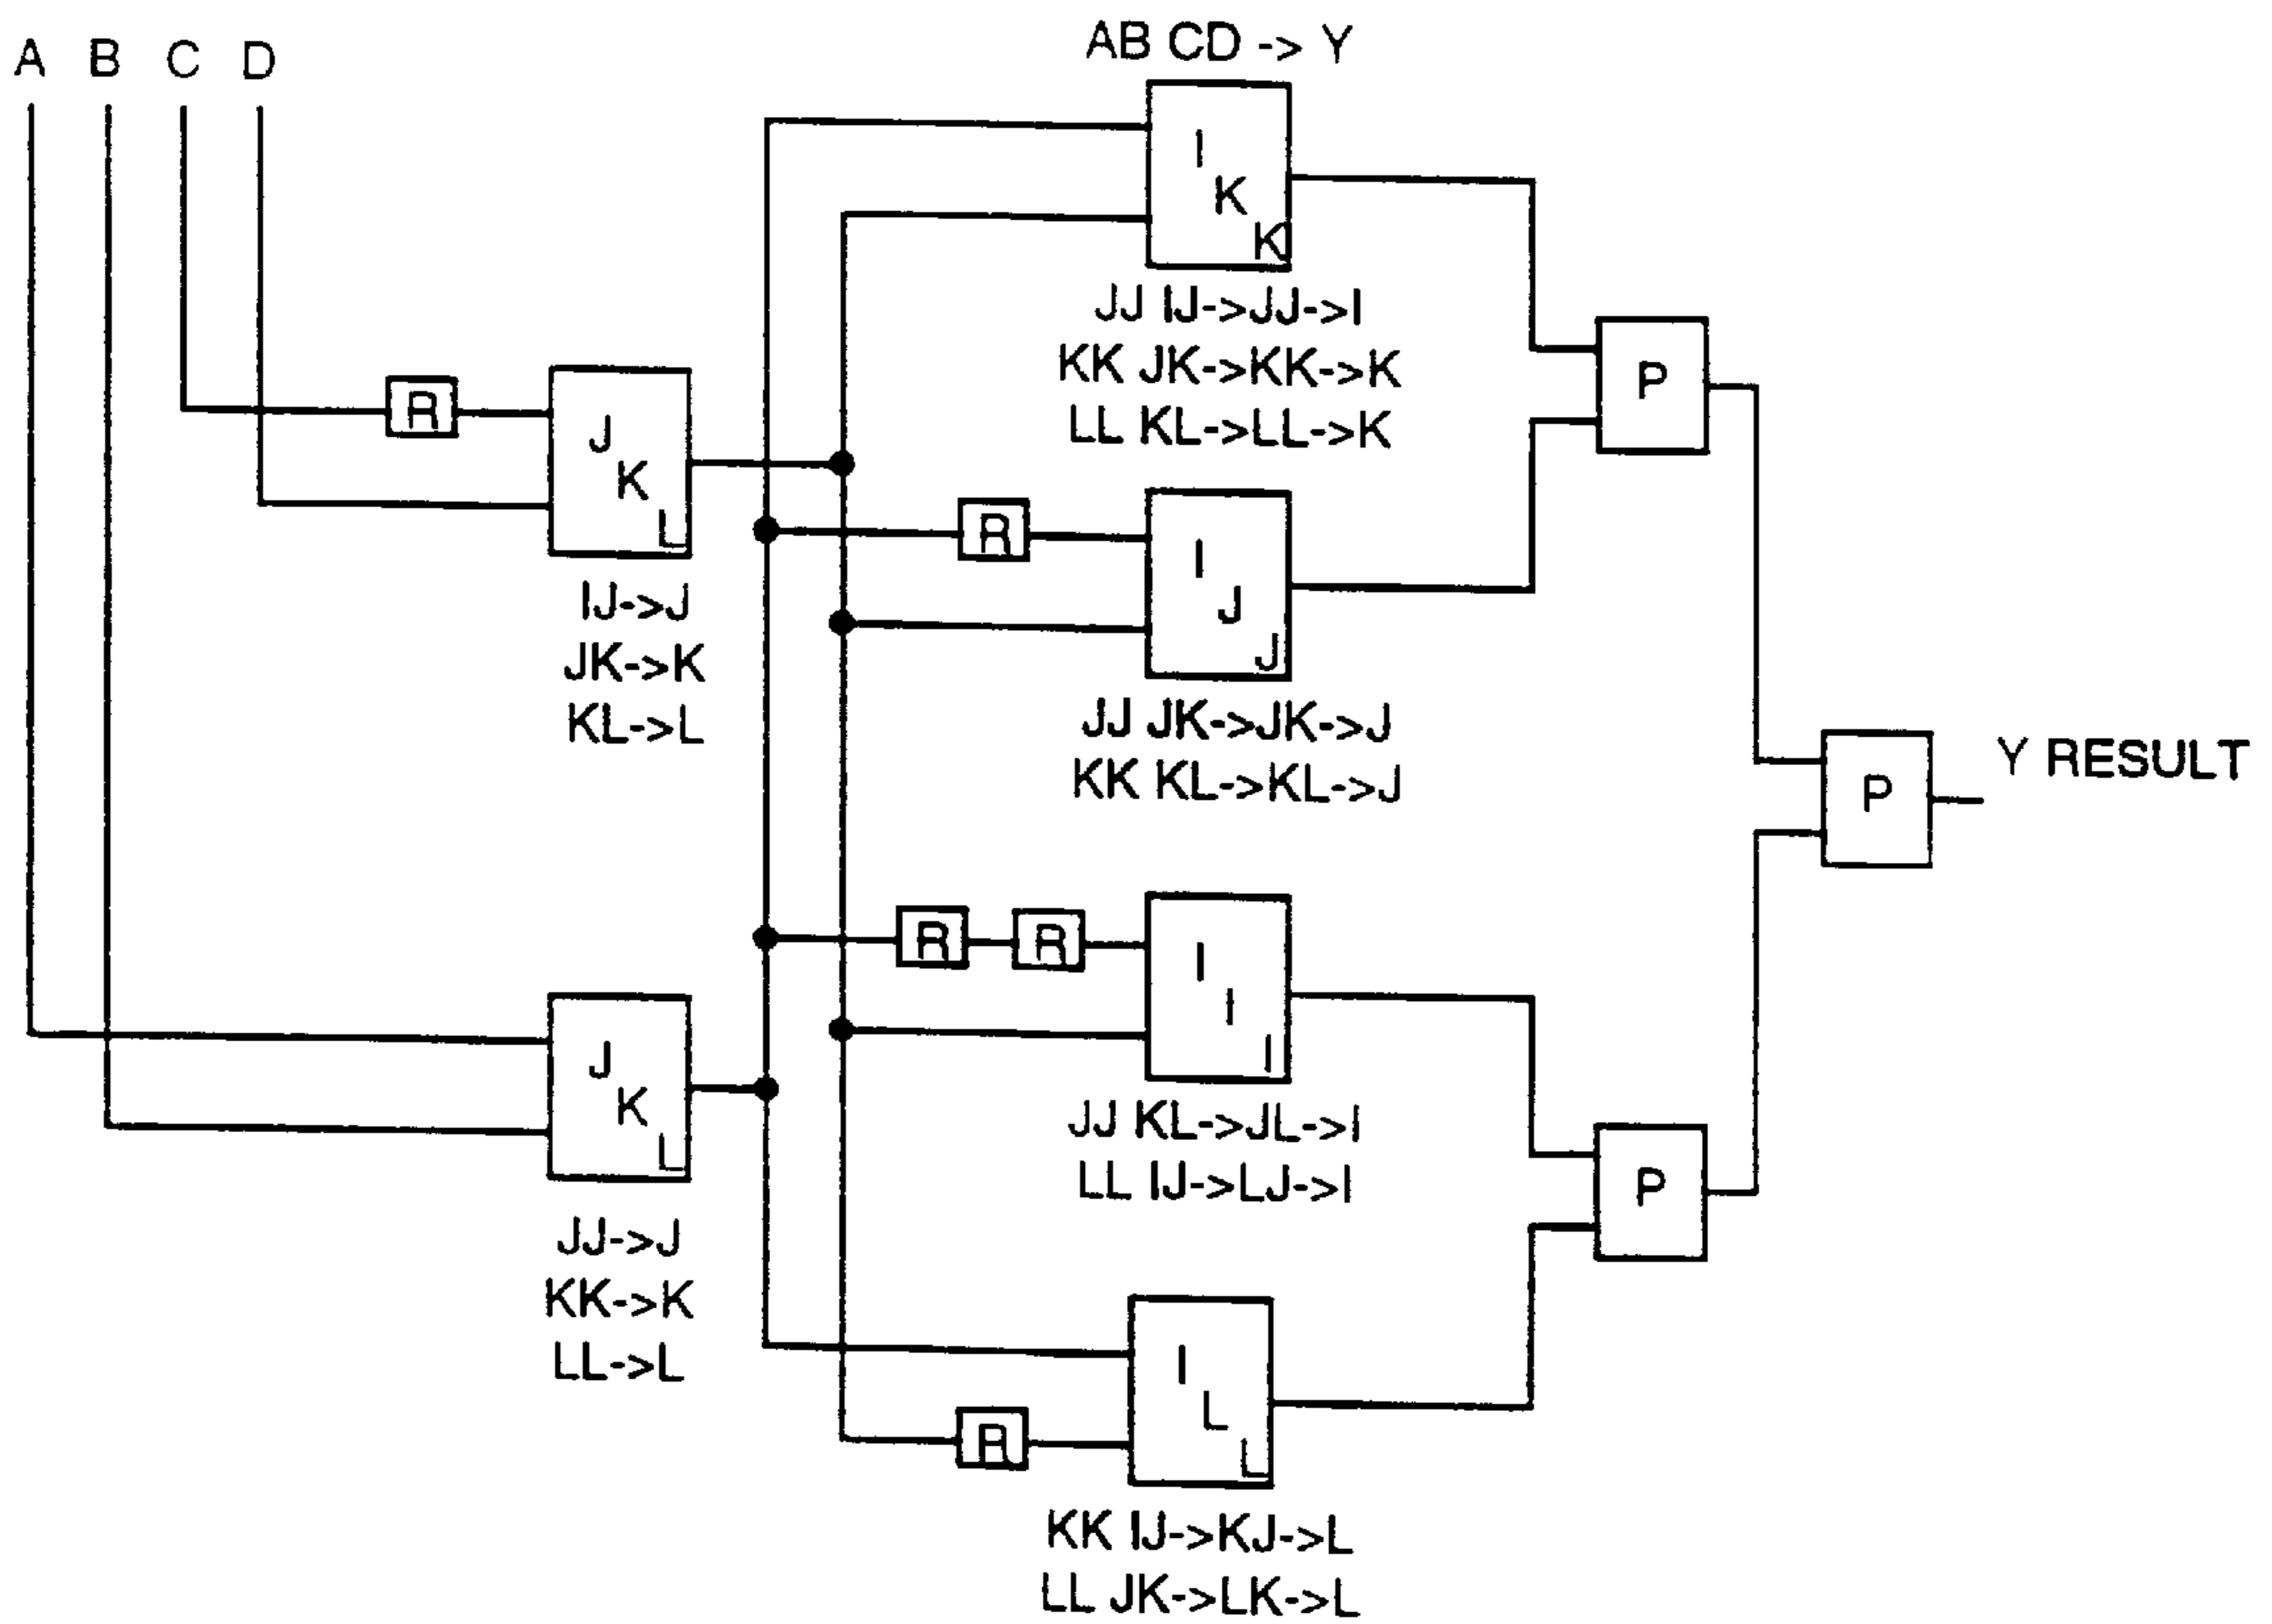 A B C D
AB CD -> Y
I
K
K
JJ IJ->JJ->I
KK JK->KK->K
LL KL->LL->K
P
R
J
K
L
IJ->J
JK->K
KL->L
R
I
J
J
JJ JK->JK->J
KK KL->KL->J
P
Y RESULT
R
R
I
I
I
JJ KL->JL->I
LL IJ->LJ->I
J
K
L
JJ->J
KK->K
LL->L
P
R
I
L
L
KK IJ->KJ->L
LL JK->LK->L